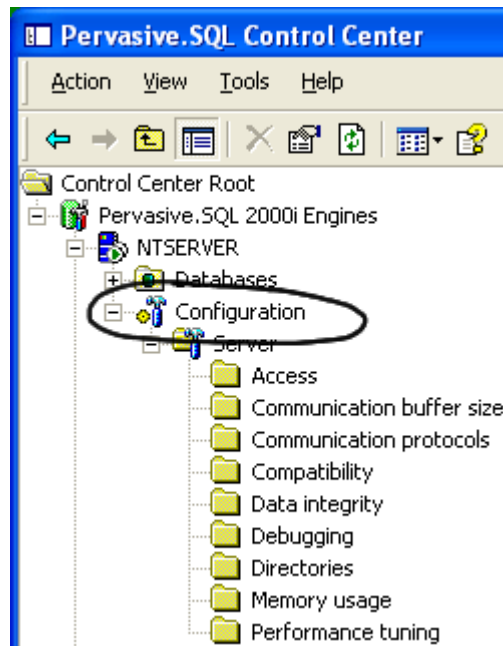 Pervasive.SQL Control Center
Action View Tools Help
Control Center Root
Pervasive.SQL 2000i Engines
NTSERVER
Databases
Configuration
Server
Access
Communication buffer size
Communication protocols
Compatibility
Data integrity
Debugging
Directories
Memory usage
Performance tuning